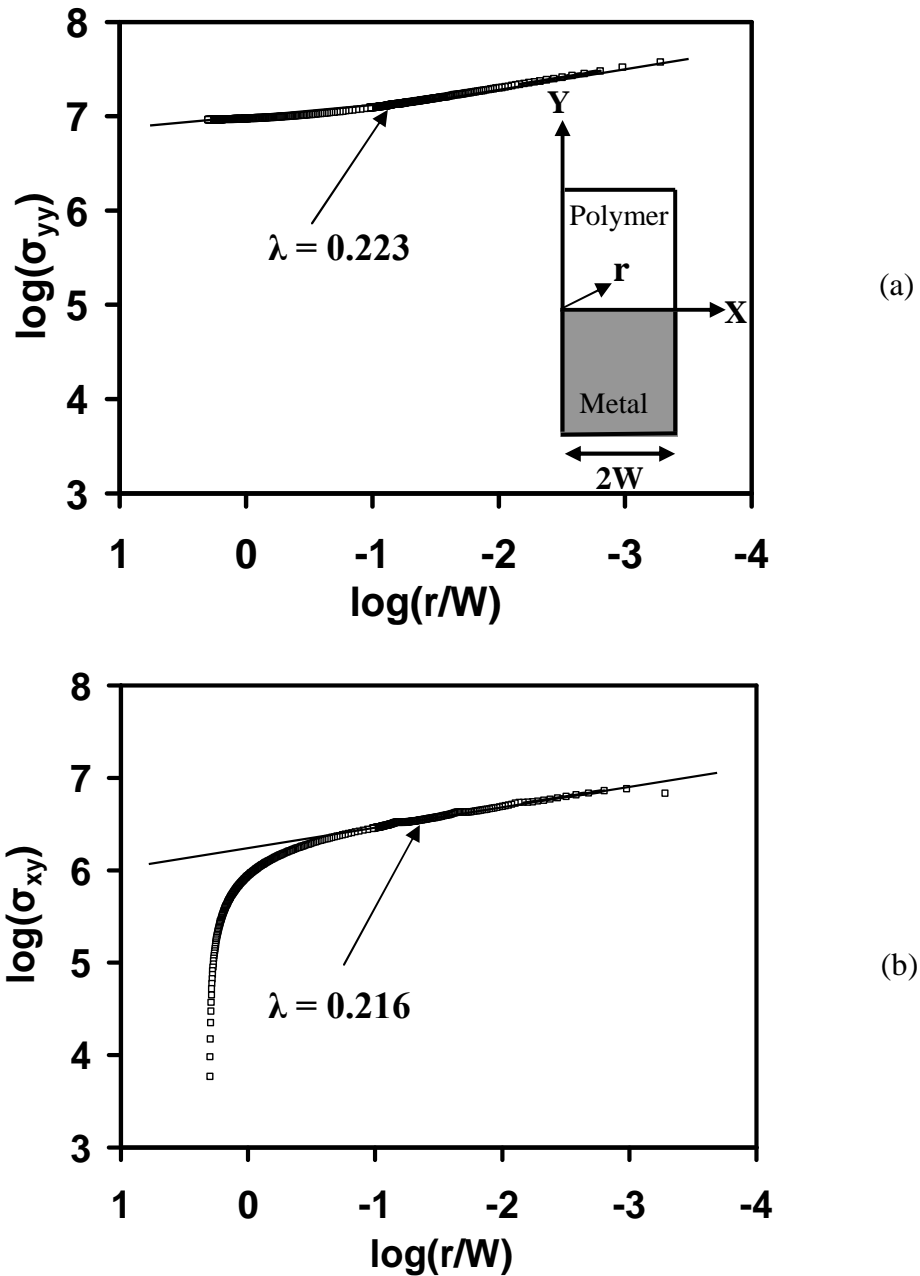 8
7
6
5
4
3
log(σyy)
λ = 0.223
Y
Polymer
r
X
Metal
2W
1 0 -1 -2 -3 -4
log(r/W)
(a)
8
7
6
5
4
3
log(σxy)
λ = 0.216
1 0 -1 -2 -3 -4
log(r/W)
(b)